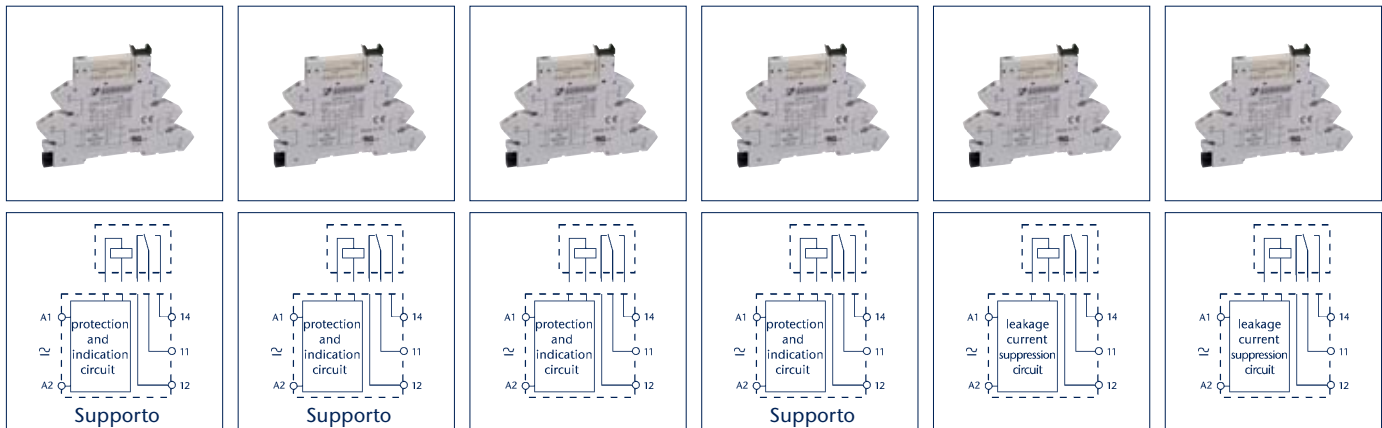 A1
protection
and
indication
circuit
A2
14
11
12
Supporto
A1
protection
and
indication
circuit
A2
14
11
12
Supporto
A1
protection
and
indication
circuit
A2
14
11
12
A1
protection
and
indication
circuit
A2
14
11
12
Supporto
A1
leakage
current
suppression
circuit
A2
14
11
12
A1
leakage
current
suppression
circuit
A2
14
11
12